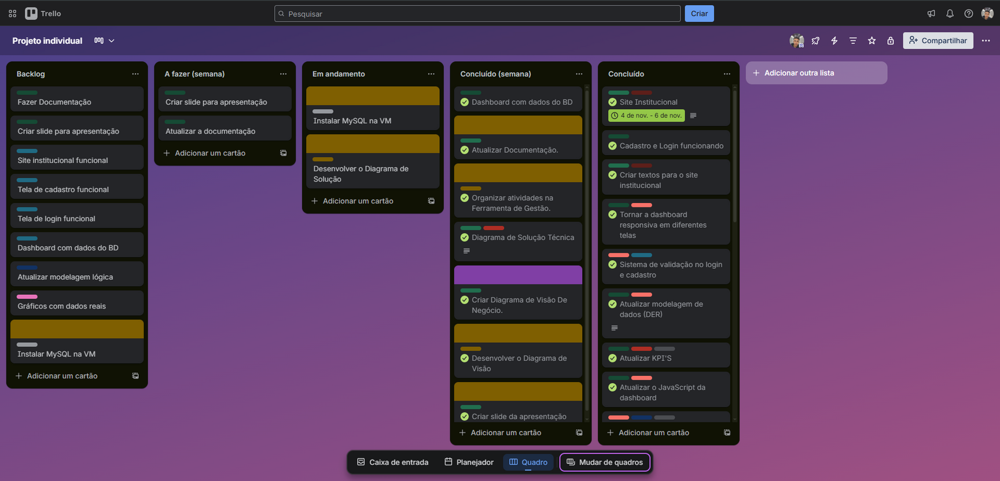 Trello
Pesquisar
Criar
Projeto individual
Compartilhar
Backlog
Fazer Documentação
Criar slide para apresentação
Site institucional funcional
Tela de cadastro funcional
Tela de login funcional
Dashboard com dados do BD
Atualizar modelagem lógica
Gráficos com dados reais
Instalar MySQL na VM
+ Adicionar um cartão
A fazer (semana)
Criar slide para apresentação
Atualizar a documentação
+ Adicionar um cartão
Em andamento
Instalar MySQL na VM
Desenvolver o Diagrama de
Solução
+ Adicionar um cartão
Concluído (semana)
Dashboard com dados do BD
Atualizar Documentação.
Organizar atividades na
Ferramenta de Gestão.
Diagrama de Solução Técnica
Criar Diagrama de Visão De
Negócio.
Desenvolver o Diagrama de
Visão
Criar slide da apresentação
+ Adicionar um cartão
Concluído
Site Institucional
4 de nov. - 6 de nov.
Cadastro e Login funcionando
Criar textos para o site
institucional
Tornar a dashboard
responsiva em diferentes
telas
Sistema de validação no login
e cadastro
Atualizar modelagem de
dados (DER)
Atualizar KPI'S
Atualizar o JavaScript da
dashboard
+ Adicionar um cartão
+ Adicionar outra lista
Caixa de entrada
Planejador
Quadro
Mudar de quadros